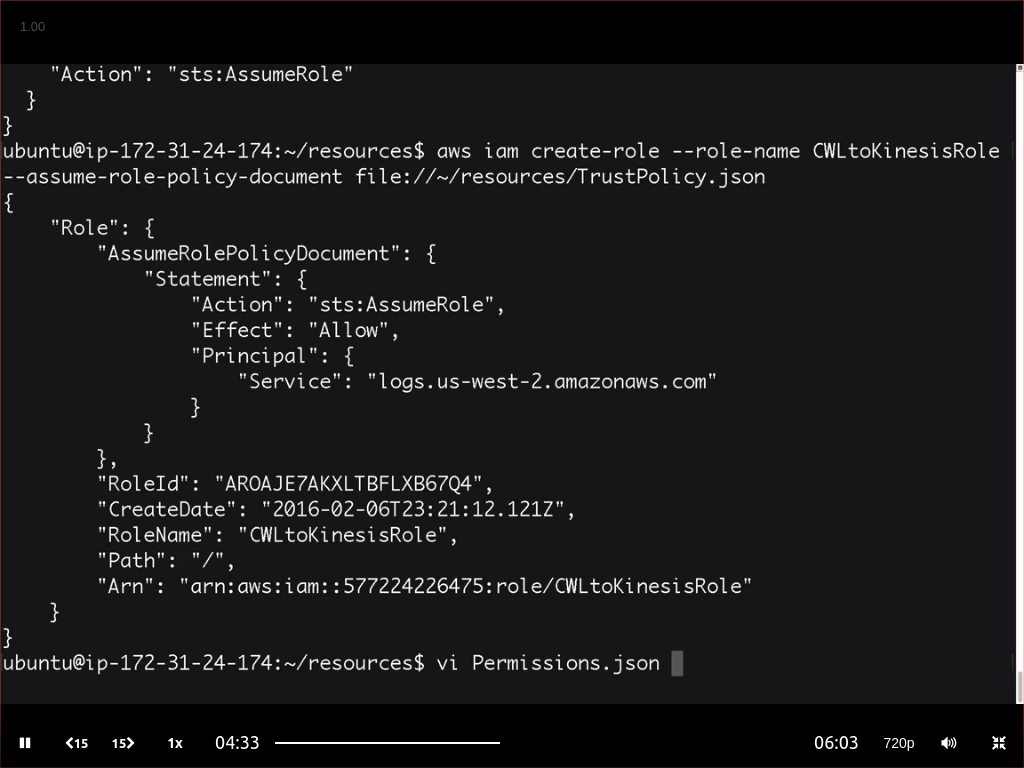 1.00
"Action": "sts:AssumeRole"
}
}
ubuntu@ip-172-31-24-174:~/resources$ aws iam create-role --role-name CWLtoKinesisRole
--assume-role-policy-document file://~/resources/TrustPolicy.json
{
"Role": {
"AssumeRolePolicyDocument": {
"Statement": {
"Action": "sts:AssumeRole",
"Effect": "Allow",
"Principal": {
"Service": "logs.us-west-2.amazonaws.com"
}
}
},
"RoleId": "AROAJE7AKXLTBFLXB67Q4",
"CreateDate": "2016-02-06T23:21:12.121Z",
"RoleName": "CWLtoKinesisRole",
"Path": "/",
"Arn": "arn:aws:iam::577224226475:role/CWLtoKinesisRole"
}
}
ubuntu@ip-172-31-24-174:~/resources$ vi Permissions.json
15 15 1x 04:33 06:03 720p